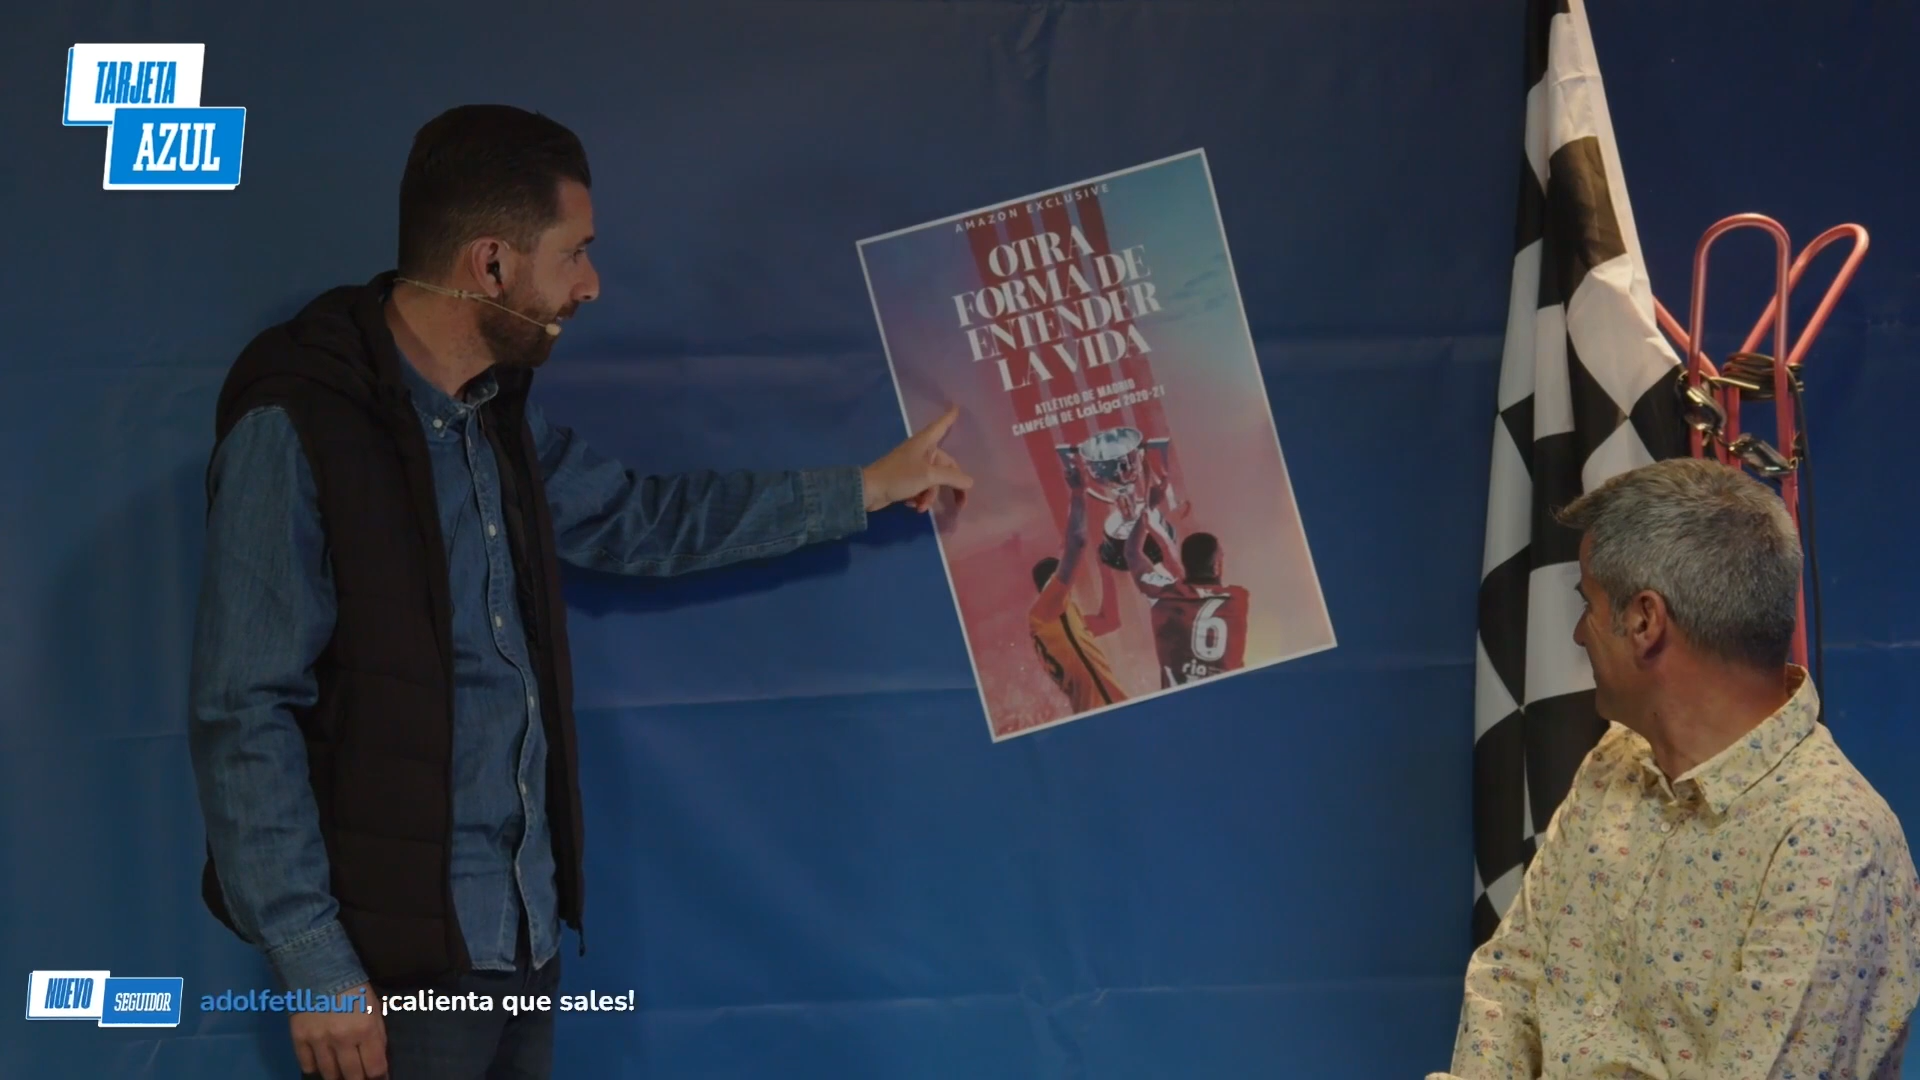 TARJETA
AZUL
AMAZON EXCLUSIVE
OTRA
FORMA DE
ENTENDER
LA VIDA
ATLÉTICO DE MADRID
CAMPEÓN DE LaLiga 2020-21
6
ria
NUEVO
SEGUIDOR
adolfetllauri, ¡calienta que sales!